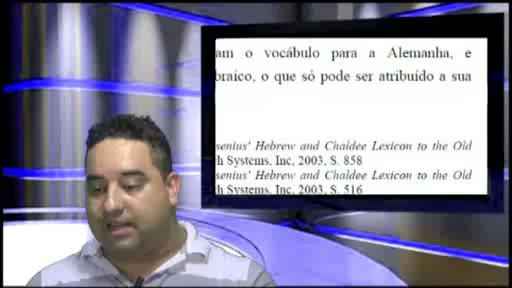 am o vocábulo para a Alemanha, e
braico, o que só pode ser atribuído a sua
senius' Hebrew and Chaldee Lexicon to the Old
h Systems, Inc, 2003, S. 858
senius' Hebrew and Chaldee Lexicon to the Old
h Systems, Inc, 2003, S. 516